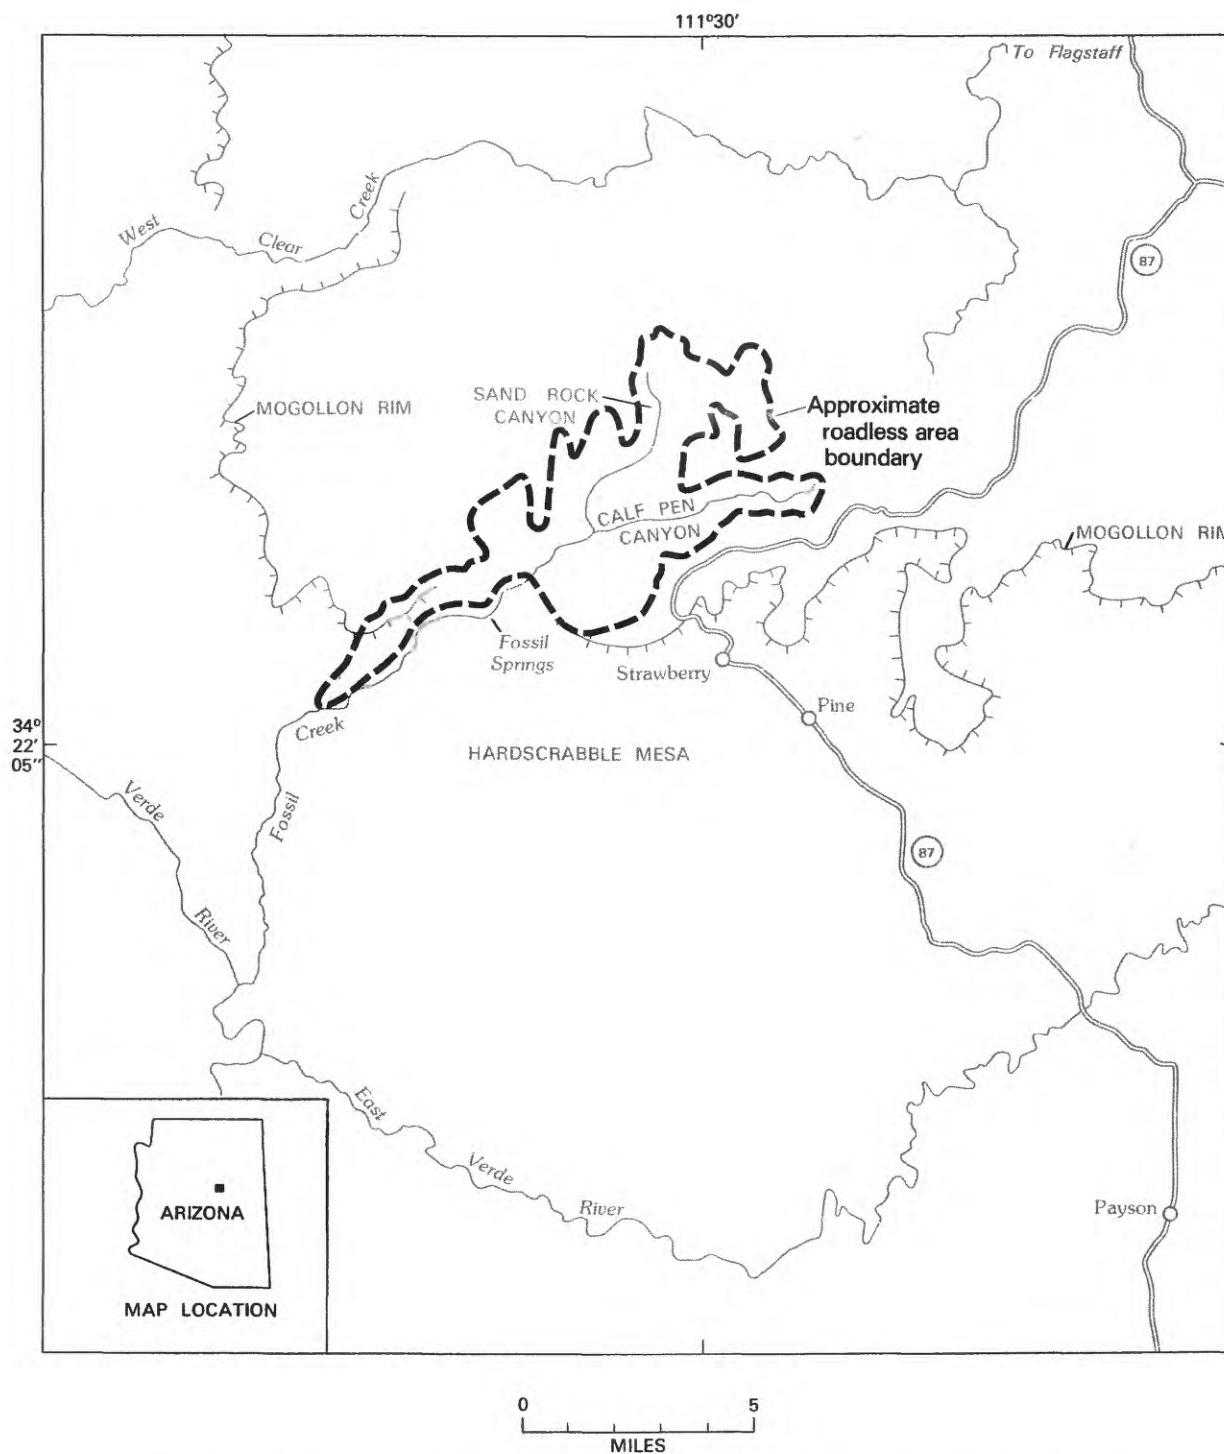 111°30'
To Flagstaff
West Clear Creek
87
MOGOLLON RIM
SAND ROCK
CANYON
Approximate
roadless area
boundary
CALF PEN
CANYON
MOGOLLON RIM
Fossil
Springs
Strawberry
Pine
34°
22'
05"
Fossil Creek
HARDSCRABBLE MESA
Verde River
87
East Verde River
Payson
ARIZONA
MAP LOCATION
0 5
MILES